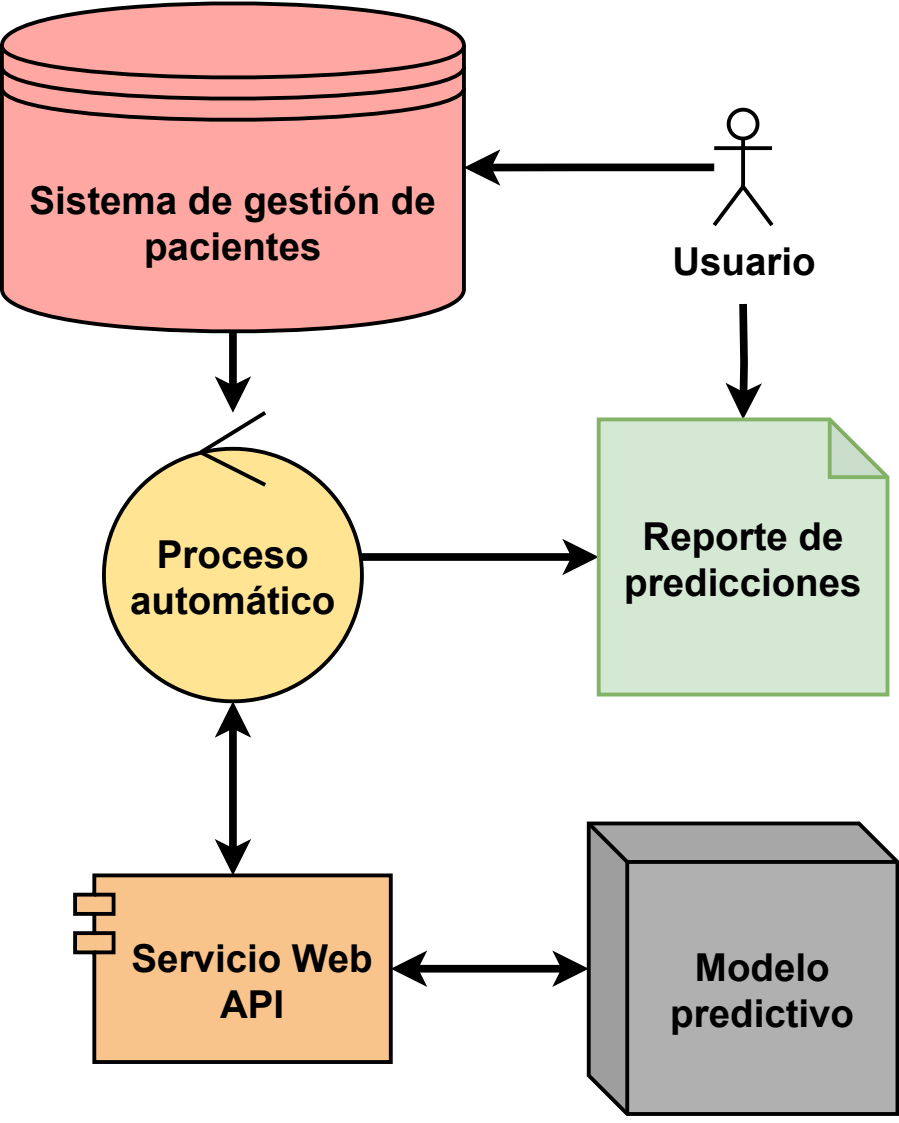 Sistema de gestión de
pacientes
Usuario
Proceso
automático
Reporte de
predicciones
Servicio Web
API
Modelo
predictivo